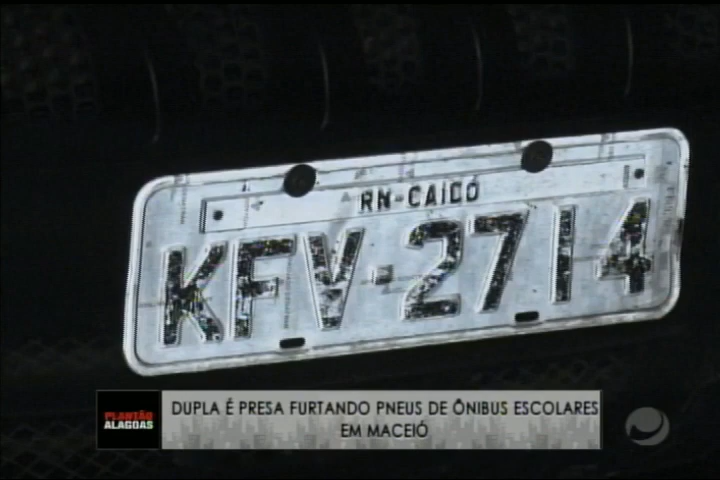 RN-CAICÓ
KFV-2714
PLANTÃO
ALAGOAS
DUPLA É PRESA FURTANDO PNEUS DE ÔNIBUS ESCOLARES
EM MACEIÓ